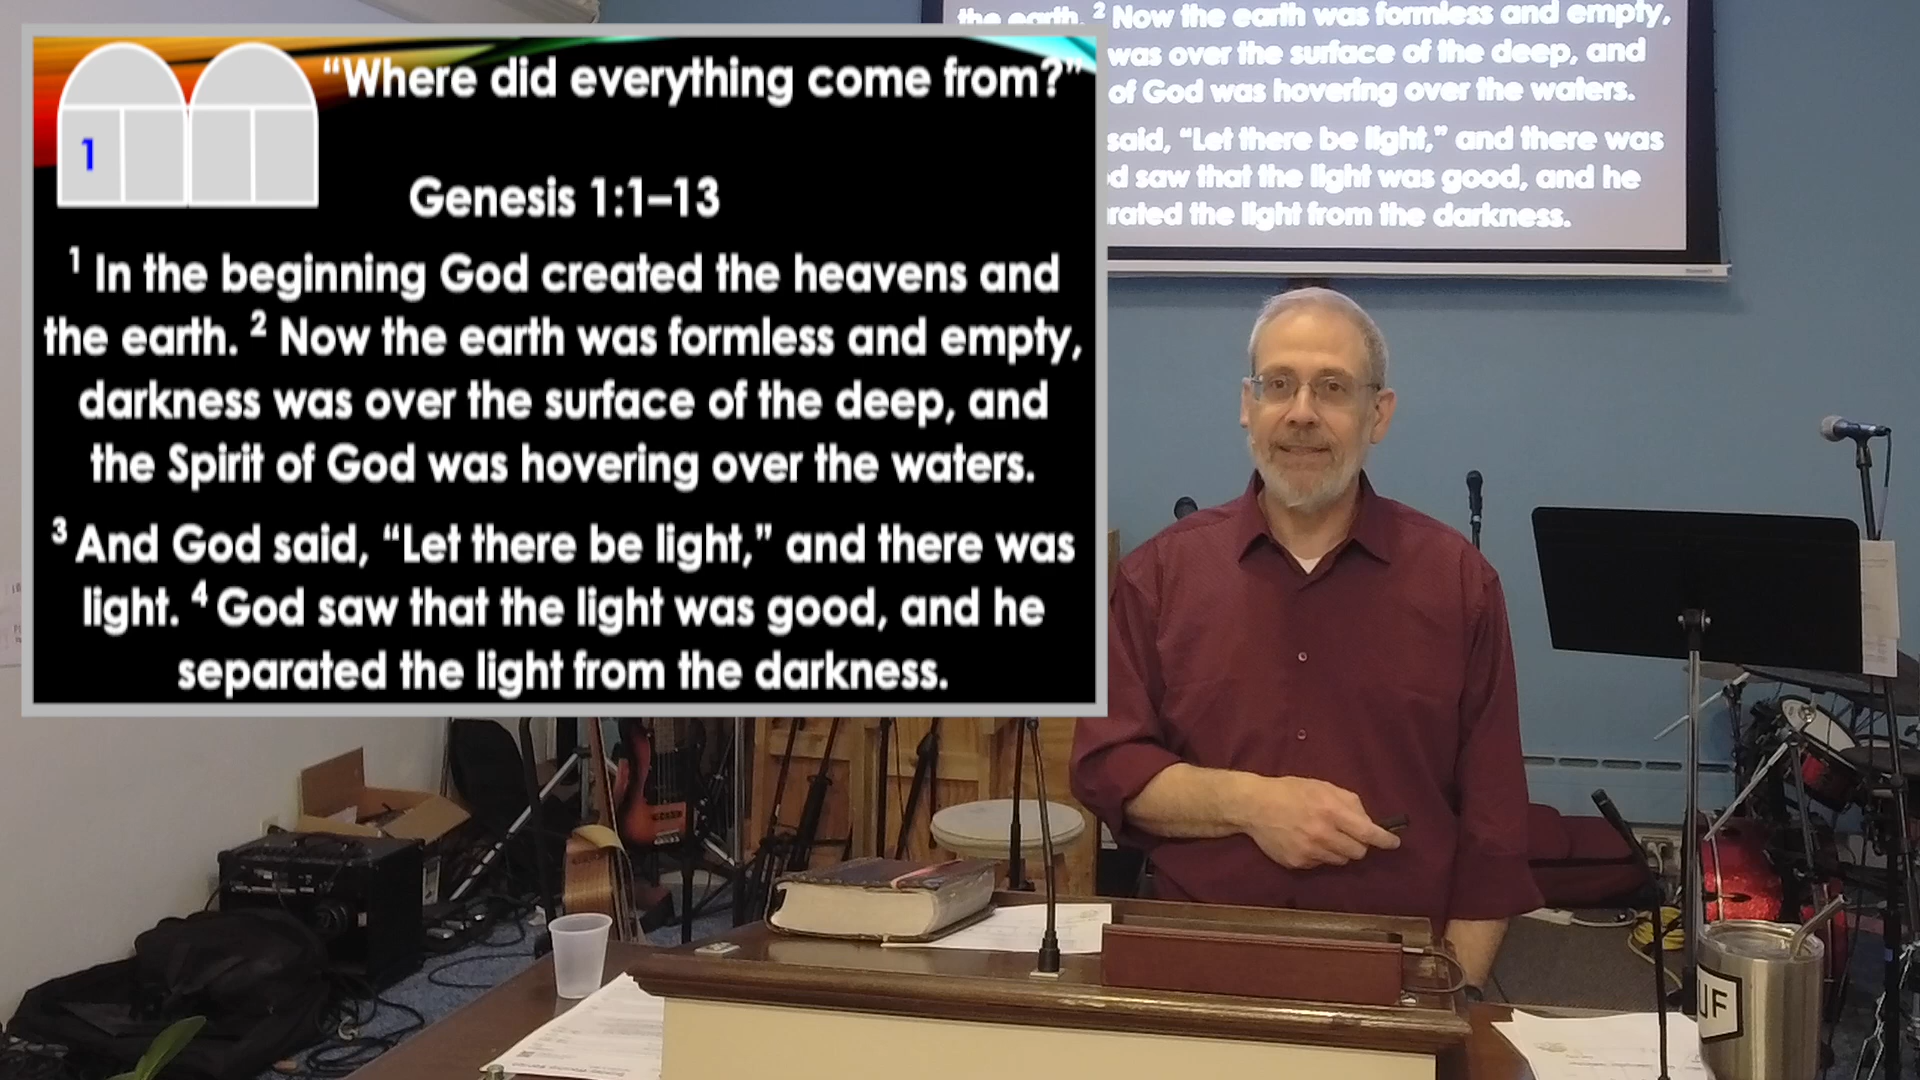 “Where did everything come from?”
1
Genesis 1:1–13
1 In the beginning God created the heavens and
the earth. 2 Now the earth was formless and empty,
darkness was over the surface of the deep, and
the Spirit of God was hovering over the waters.
3 And God said, “Let there be light,” and there was
light. 4 God saw that the light was good, and he
separated the light from the darkness.
the earth. 2 Now the earth was formless and empty,
was over the surface of the deep, and
of God was hovering over the waters.
said, “Let there be light,” and there was
saw that the light was good, and he
the light from the darkness.
UF